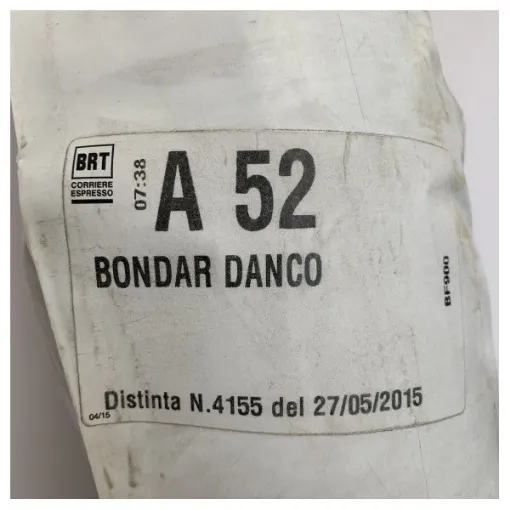 BRT
CORRIERE
ESPRESSO
07:38
A 52
BONDAR DANCO
BF900
Distinta N.4155 del 27/05/2015
04/15